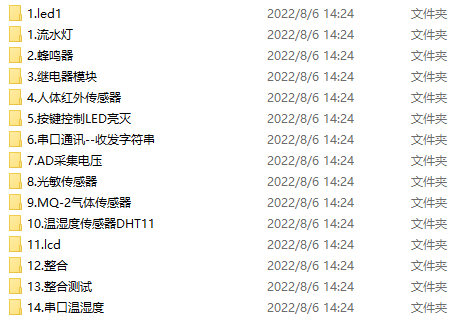 1.led1 2022/8/6 14:24 文件夹
1.流水灯 2022/8/6 14:24 文件夹
2.蜂鸣器 2022/8/6 14:24 文件夹
3.继电器模块 2022/8/6 14:24 文件夹
4.人体红外传感器 2022/8/6 14:24 文件夹
5.按键控制LED亮灭 2022/8/6 14:24 文件夹
6.串口通讯--收发字符串 2022/8/6 14:24 文件夹
7.AD采集电压 2022/8/6 14:24 文件夹
8.光敏传感器 2022/8/6 14:24 文件夹
9.MQ-2气体传感器 2022/8/6 14:24 文件夹
10.温湿度传感器DHT11 2022/8/6 14:24 文件夹
11.lcd 2022/8/6 14:24 文件夹
12.整合 2022/8/6 14:24 文件夹
13.整合测试 2022/8/6 14:24 文件夹
14.串口温湿度 2022/8/6 14:24 文件夹